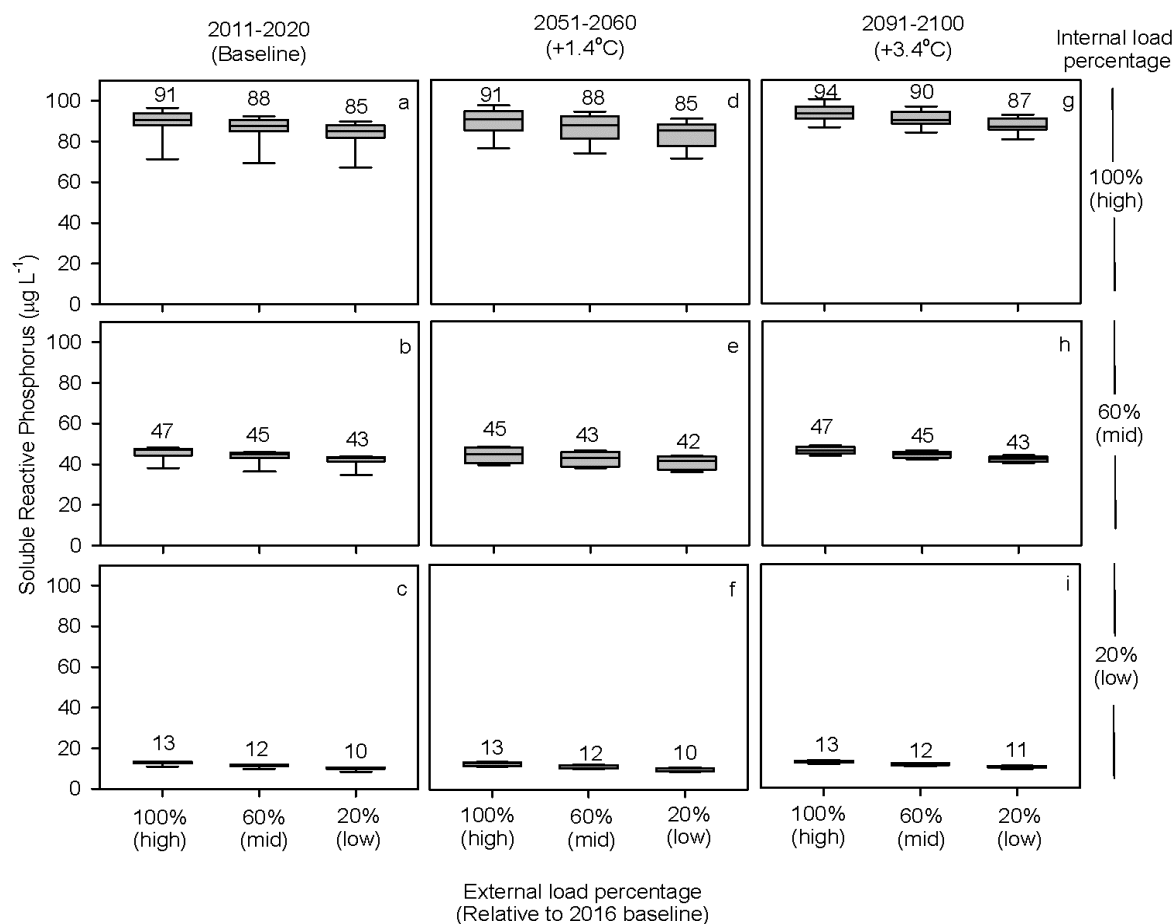 2011-2020
(Baseline)
2051-2060
(+1.4°C)
2091-2100
(+3.4°C)
Internal load
percentage
Soluble Reactive Phosphorus (µg L⁻¹)
100
80
60
40
20
0
91
88
85
a
91
88
85
d
94
90
87
g
100%
(high)
100
80
60
40
20
0
47
45
43
b
45
43
42
e
47
45
43
h
60%
(mid)
100
80
60
40
20
0
13
12
10
c
13
12
10
f
13
12
11
i
20%
(low)
100%
(high)
60%
(mid)
20%
(low)
100%
(high)
60%
(mid)
20%
(low)
100%
(high)
60%
(mid)
20%
(low)
External load percentage
(Relative to 2016 baseline)